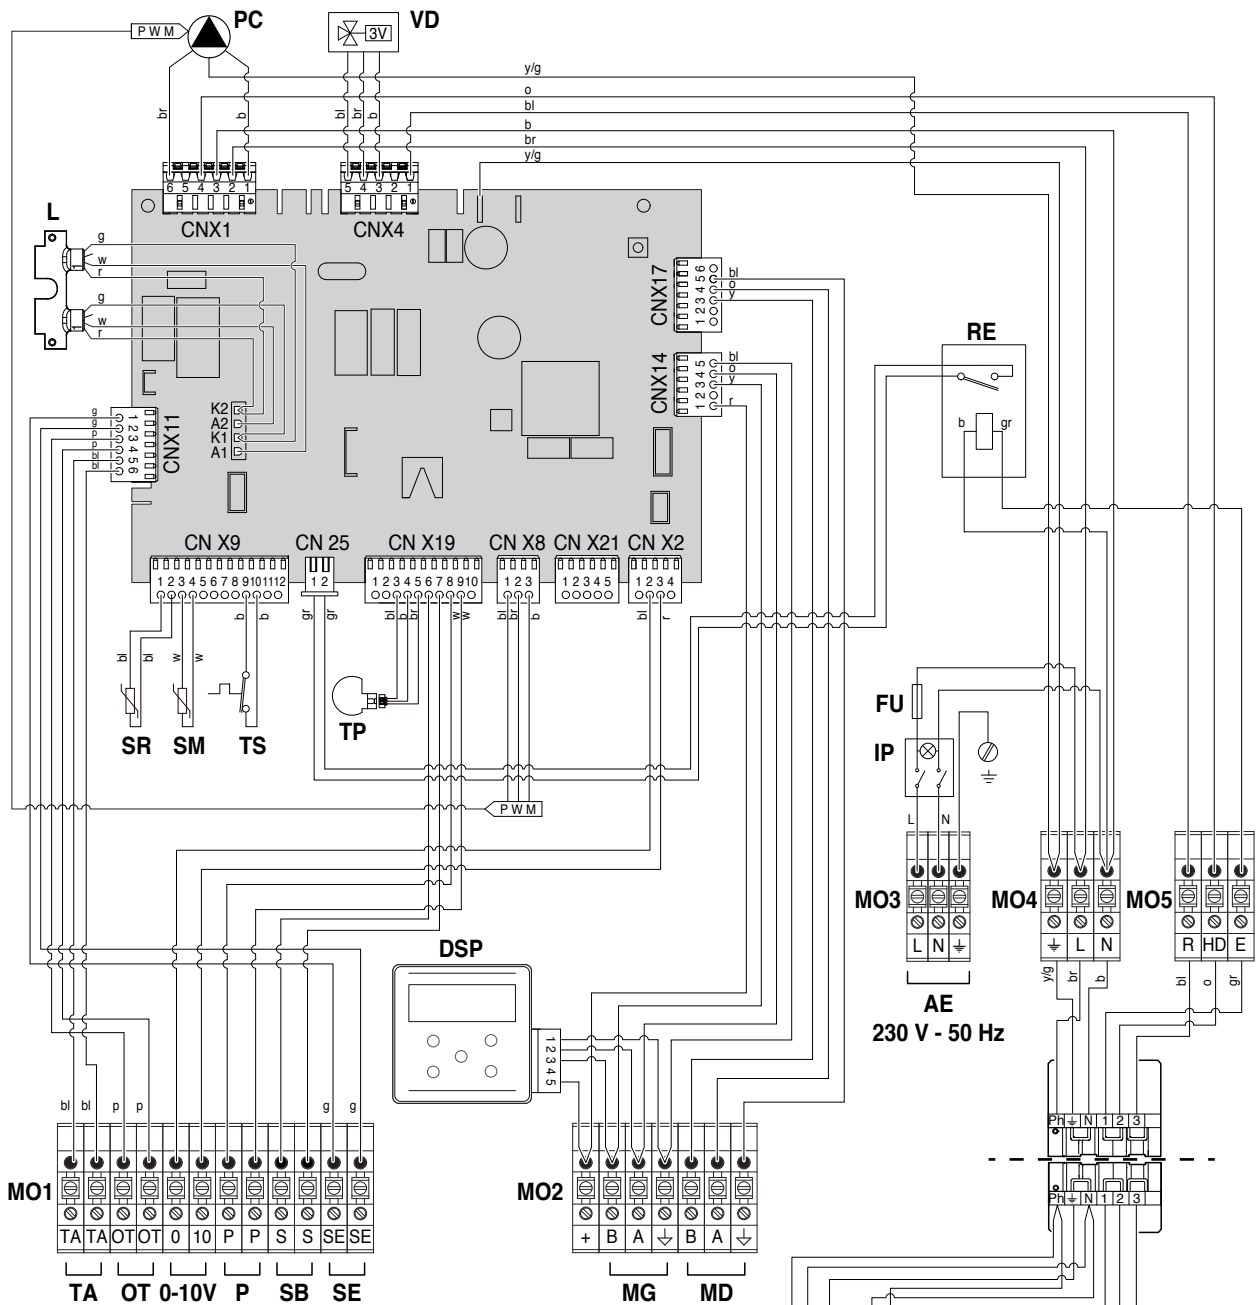 PWM PC VD
3V
y/g
o
bl
b
br
y/g
br b bl br b
6 5 4 3 2 1
5 4 3 2 1
CNX1 CNX4
L
g
w
r
g
w
r
1
1
CNX17
1 2 3 4 5 6
bl
o
y
CNX14
1 2 3 4 5
bl
o
y
r
RE
b gr
K2
A2
K1
A1
g
g
p
p
bl
bl
1 2 3 4 5 6
CNX11
CN X9 CN 25 CN X19 CN X8 CN X21 CN X2
1 2 3 4 5 6 7 8 9 10 11 12
1 2
1 2 3 4 5 6 7 8 9 10
1 2 3
1 2 3 4 5
1 2 3 4
b b gr gr bl b br w w bl br b bl r
bl bl w w
SR SM TS TP
FU
IP
PWM
L N
MO3 MO4 MO5
L N
L N
R HD E
AE
230 V - 50 Hz
y/g br b bl o gr
DSP
1 2 3 4 5
Ph N 1 2 3
Ph N 1 2 3
bl bl p p g g
MO1
TA TA OT OT 0 10 P P S S SE SE
TA OT 0-10V P SB SE
MO2
+ B A B A
MG MD